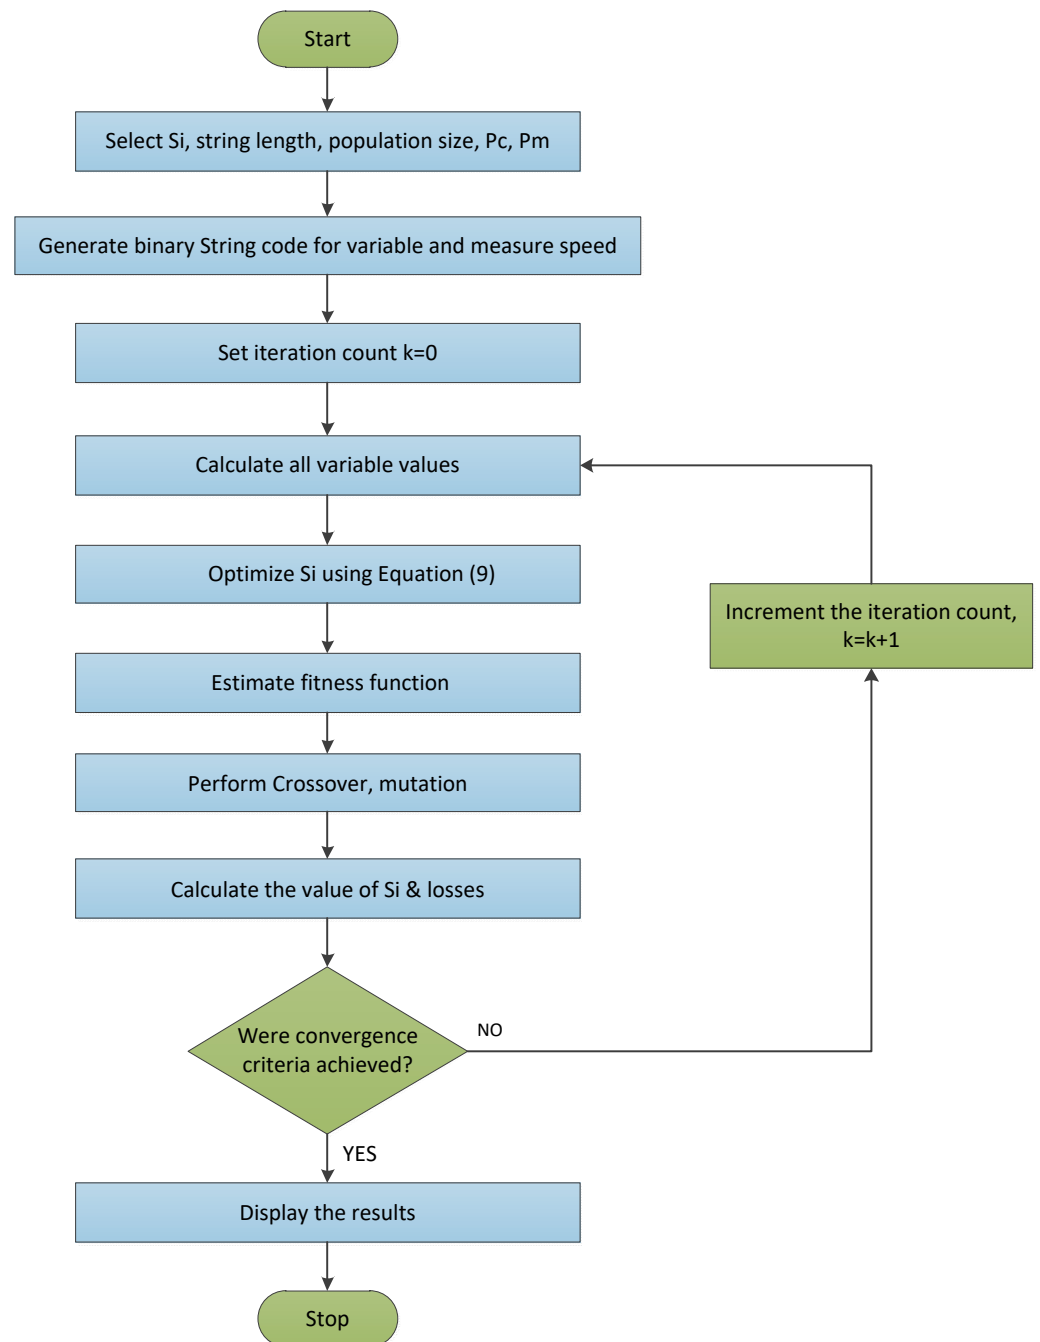 Start
Select Si, string length, population size, Pc, Pm
Generate binary String code for variable and measure speed
Set iteration count k=0
Calculate all variable values
Optimize Si using Equation (9)
Increment the iteration count,
k=k+1
Estimate fitness function
Perform Crossover, mutation
Calculate the value of Si & losses
Were convergence
criteria achieved?
NO
YES
Display the results
Stop